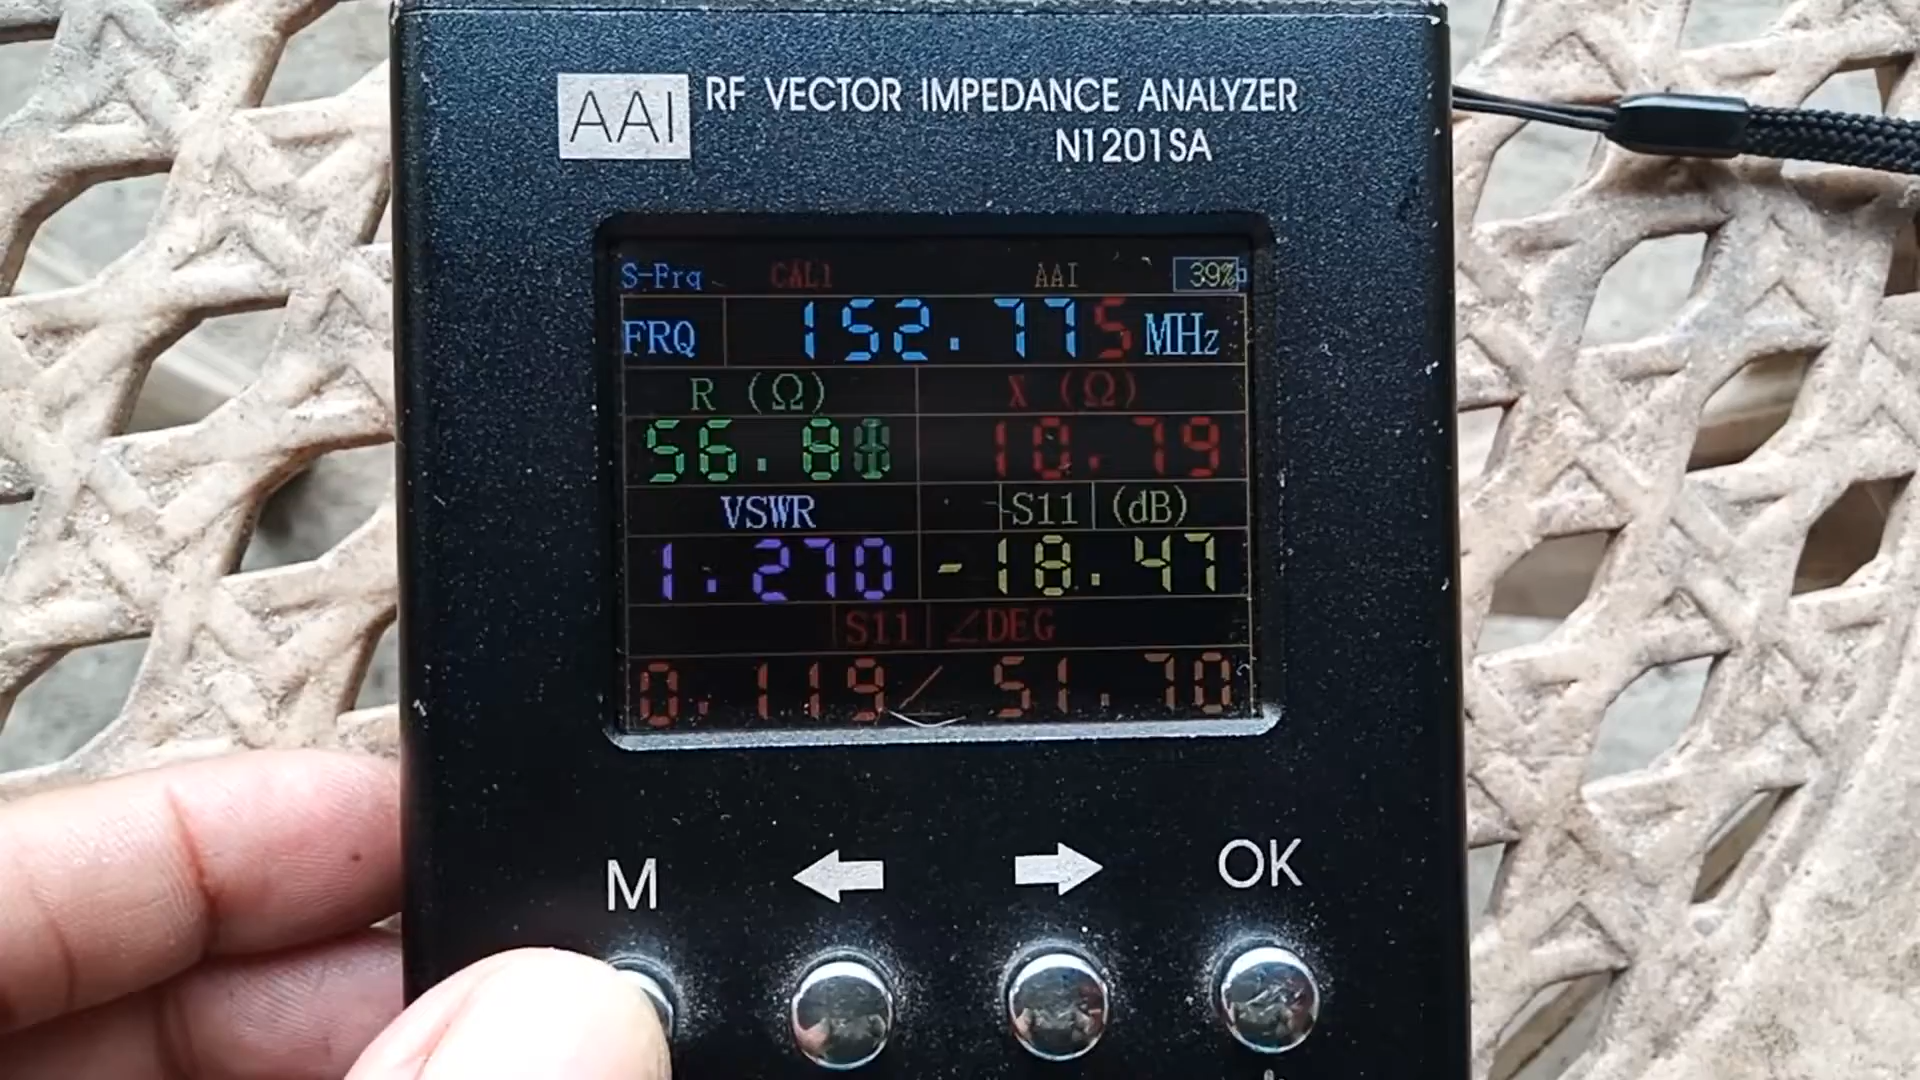 AAI RF VECTOR IMPEDANCE ANALYZER
N1201SA
S-Frq CAL1 AAI 39%
FRQ 152.775 MHz
R (Ω) X (Ω)
10.79
VSWR S11 (dB)
1.270 -18.47
S11 ∠DEG
0.119∕ 51.70
M ← → OK